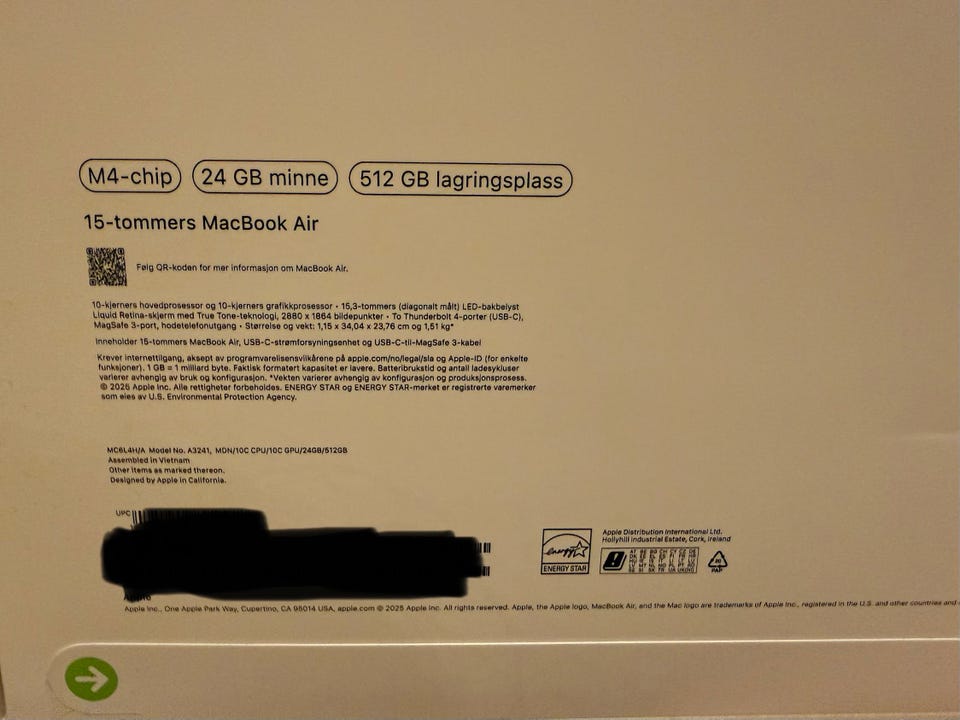 M4-chip 24 GB minne 512 GB lagringsplass
15-tommers MacBook Air
Følg QR-koden for mer informasjon om MacBook Air.
10-kjerners hovedprosessor og 10-kjerners grafikkprosessor • 15,3-tommers (diagonalt målt) LED-bakbelyst
Liquid Retina-skjerm med True Tone-teknologi, 2880 x 1864 bildepunkter • To Thunderbolt 4-porter (USB-C),
MagSafe 3-port, hodetelefonutgang • Størrelse og vekt: 1,15 x 34,04 x 23,76 cm og 1,51 kg*
Inneholder 15-tommers MacBook Air, USB-C-strømforsyningsenhet og USB-C-til-MagSafe 3-kabel
Krever internettilgang, aksept av programvarelisensvilkårene på apple.com/no/legal/sla og Apple-ID (for enkelte
funksjoner). 1 GB = 1 milliard byte. Faktisk formatert kapasitet er lavere. Batteribrukstid og antall ladesykluser
varierer avhengig av bruk og konfigurasjon. *Vekten varierer avhengig av konfigurasjon og produksjonsprosess.
© 2025 Apple Inc. Alle rettigheter forbeholdes. ENERGY STAR og ENERGY STAR-merket er registrerte varemerker
som eies av U.S. Environmental Protection Agency.
MC6L4H/A Model No. A3241, MDN/10C CPU/10C GPU/24GB/512GB
Assembled in Vietnam
Other items as marked thereon.
Designed by Apple in California.
UPC
energy
ENERGY STAR
Apple Distribution International Ltd.
Hollyhill Industrial Estate, Cork, Ireland
PAP
Apple Inc., One Apple Park Way, Cupertino, CA 95014 USA, apple.com © 2025 Apple Inc. All rights reserved. Apple, the Apple logo, MacBook Air, and the Mac logo are trademarks of Apple Inc., registered in the U.S. and other countries and